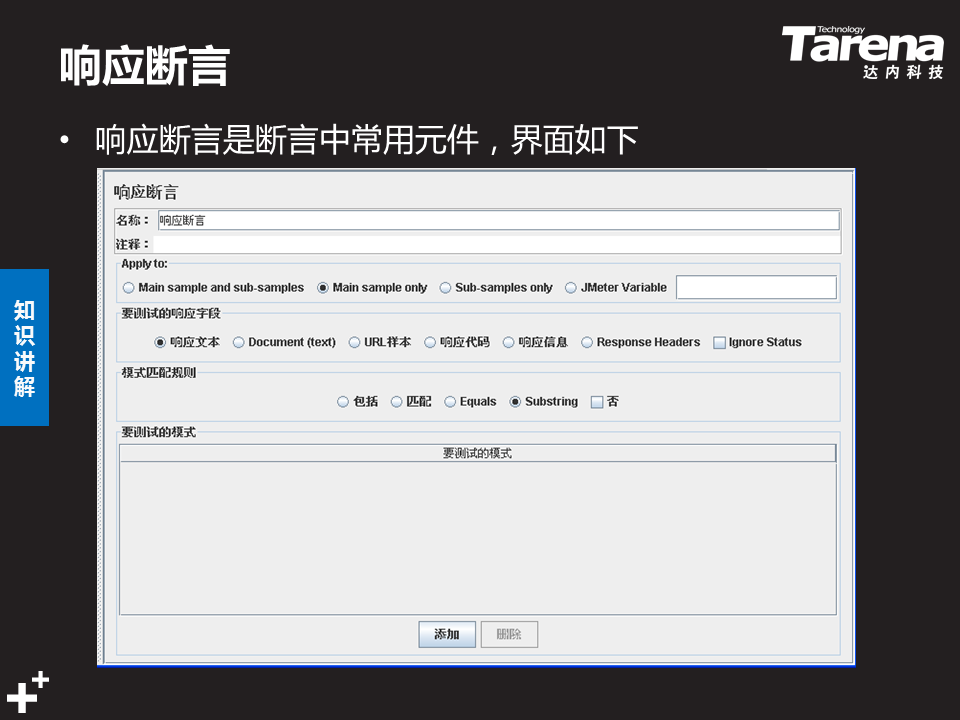 响应断言
Technology
Tarena
达内科技
• 响应断言是断言中常用元件，界面如下
知识讲解
响应断言
名称： 响应断言
注释：
Apply to:
Main sample and sub-samples Main sample only Sub-samples only JMeter Variable
要测试的响应字段
响应文本 Document (text) URL样本 响应代码 响应信息 Response Headers Ignore Status
模式匹配规则
包括 匹配 Equals Substring 否
要测试的模式
要测试的模式
添加 删除